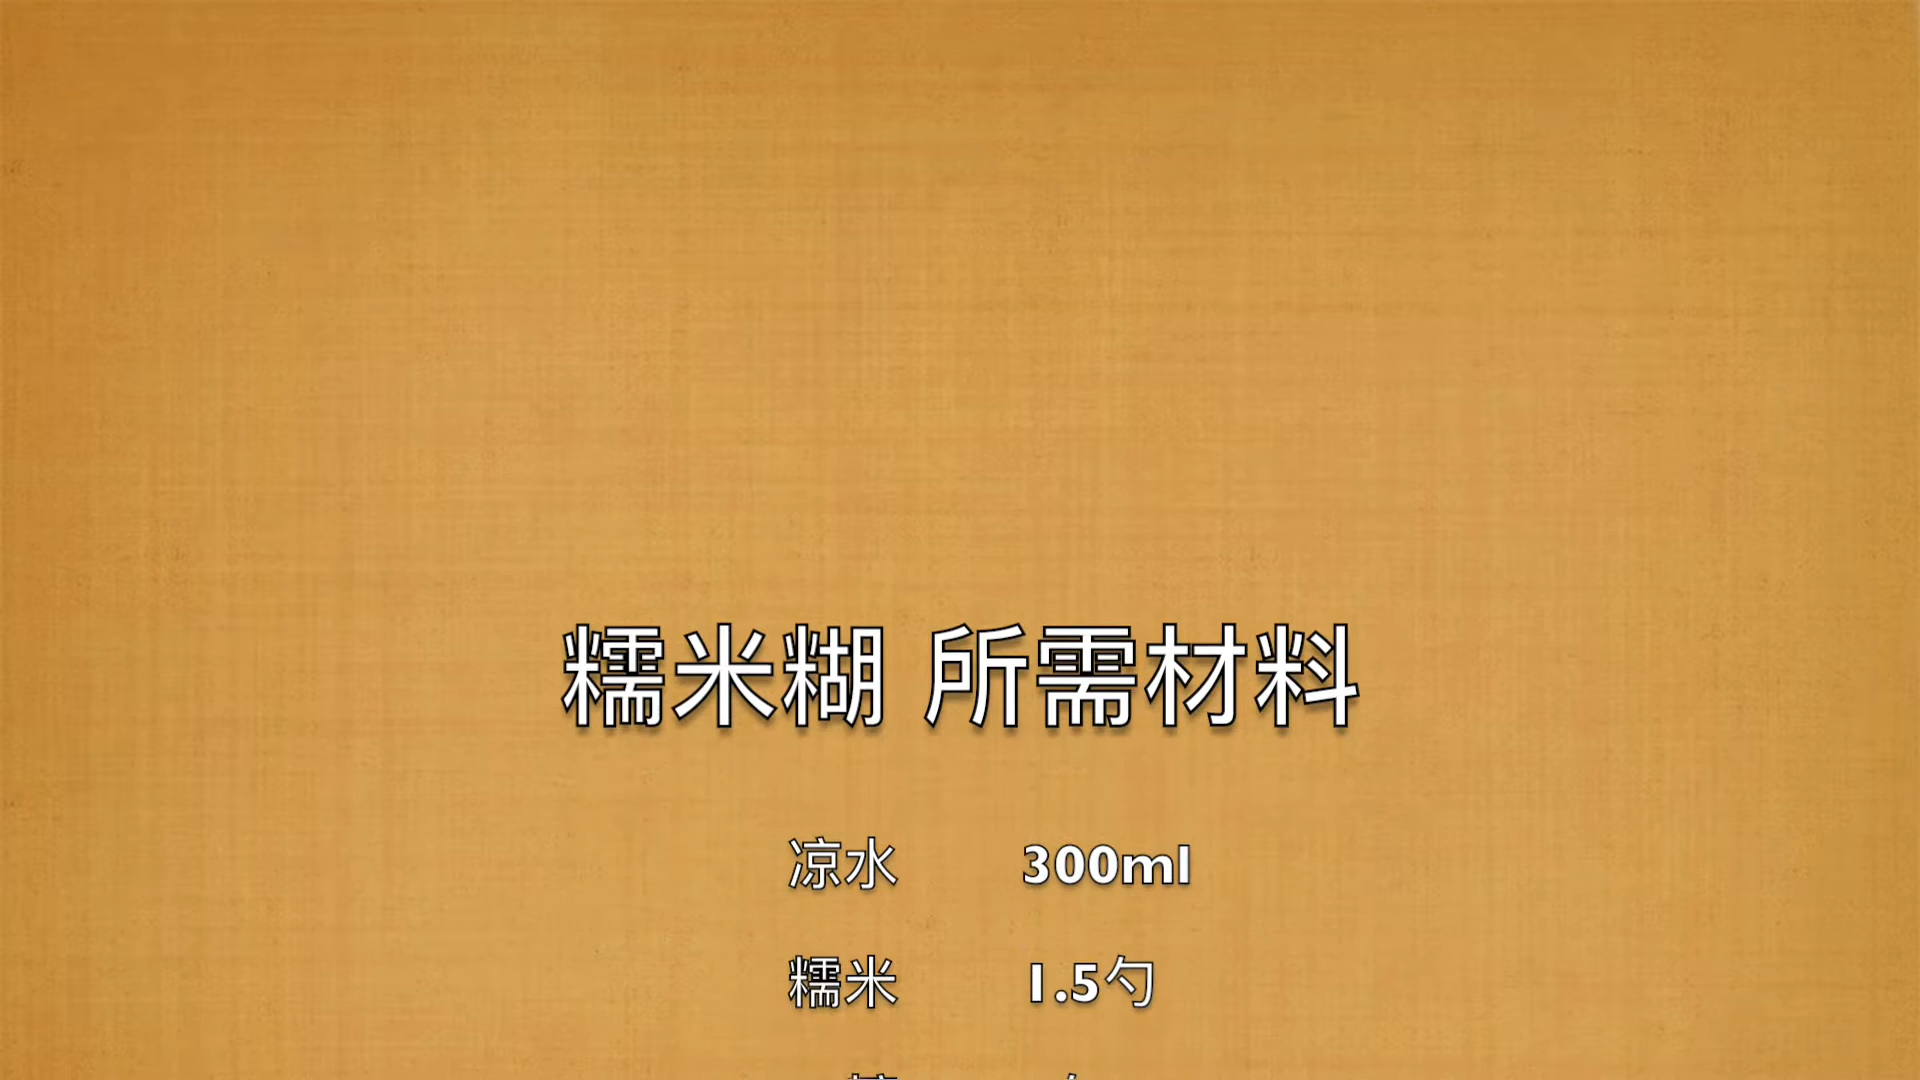 糯米糊 所需材料
凉水 300ml
糯米 1.5勺